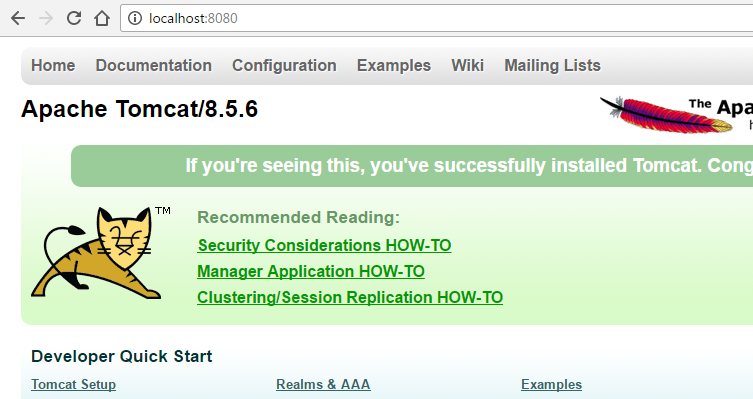 localhost:8080
Home Documentation Configuration Examples Wiki Mailing Lists
Apache Tomcat/8.5.6
The Apa
If you're seeing this, you've successfully installed Tomcat. Cong
TM
Recommended Reading:
Security Considerations HOW-TO
Manager Application HOW-TO
Clustering/Session Replication HOW-TO
Developer Quick Start
Tomcat Setup Realms & AAA Examples